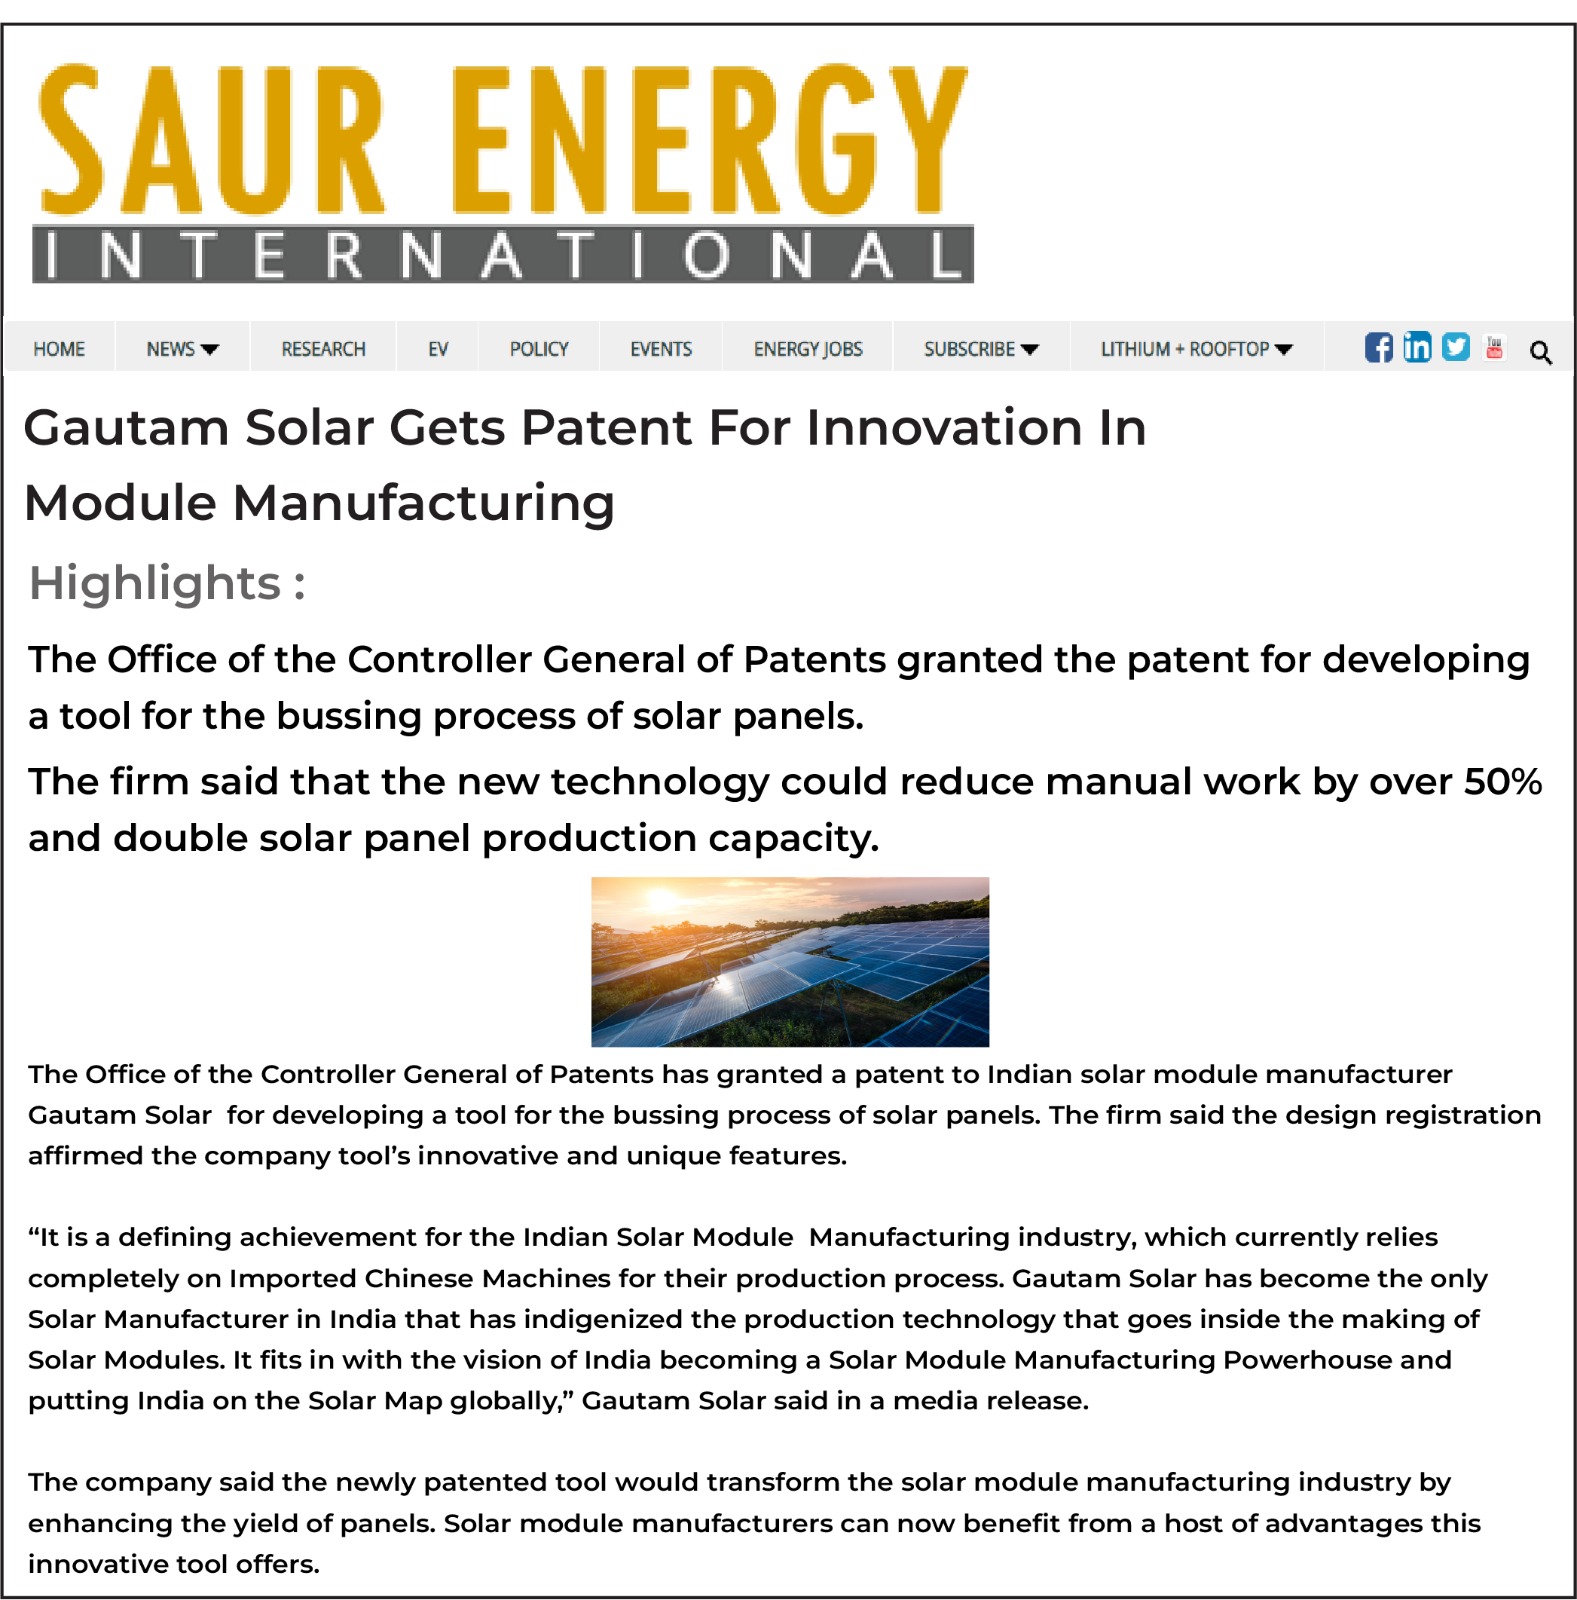 SAUR ENERGY
INTERNATIONAL
HOME NEWS RESEARCH EV POLICY EVENTS ENERGY JOBS SUBSCRIBE LITHIUM + ROOFTOP f in You Tube
Gautam Solar Gets Patent For Innovation In
Module Manufacturing
Highlights :
The Office of the Controller General of Patents granted the patent for developing
a tool for the bussing process of solar panels.
The firm said that the new technology could reduce manual work by over 50%
and double solar panel production capacity.
The Office of the Controller General of Patents has granted a patent to Indian solar module manufacturer
Gautam Solar  for developing a tool for the bussing process of solar panels. The firm said the design registration
affirmed the company tool’s innovative and unique features.
“It is a defining achievement for the Indian Solar Module  Manufacturing industry, which currently relies
completely on Imported Chinese Machines for their production process. Gautam Solar has become the only
Solar Manufacturer in India that has indigenized the production technology that goes inside the making of
Solar Modules. It fits in with the vision of India becoming a Solar Module Manufacturing Powerhouse and
putting India on the Solar Map globally,” Gautam Solar said in a media release.
The company said the newly patented tool would transform the solar module manufacturing industry by
enhancing the yield of panels. Solar module manufacturers can now benefit from a host of advantages this
innovative tool offers.